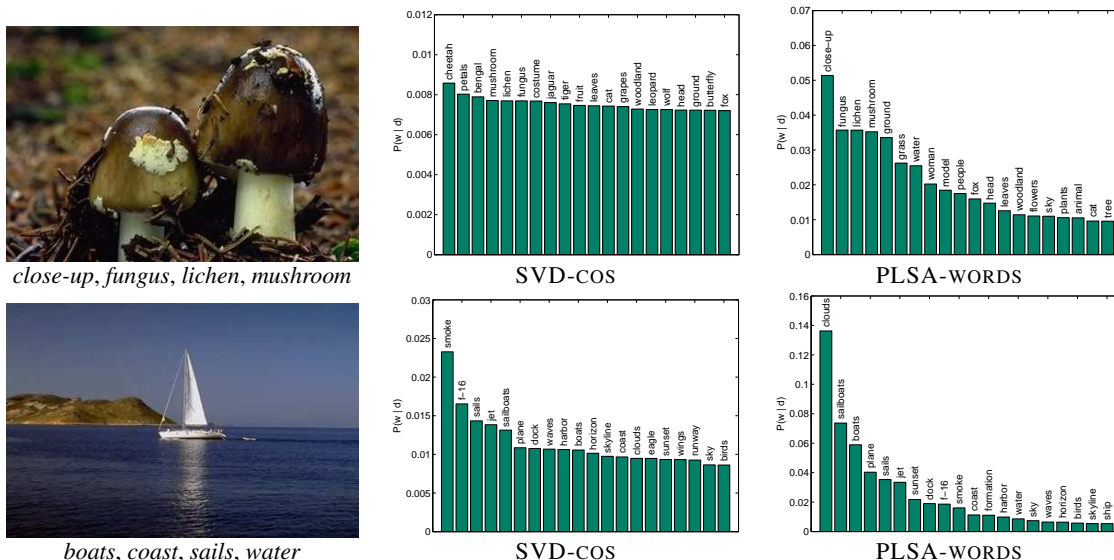 0.012
0.01
0.008
0.006
0.004
0.002
0
P(w | d)
cheetah
petals
bengal
mushroom
lichen
fungus
costume
jaguar
tiger
fruit
leaves
cat
grapes
woodland
leopard
wolf
head
ground
butterfly
fox
0.07
0.06
0.05
0.04
0.03
0.02
0.01
0
P(w | d)
close-up
fungus
lichen
mushroom
ground
grass
water
woman
model
people
fox
head
leaves
woodland
flowers
sky
plants
animal
cat
tree
close-up, fungus, lichen, mushroom
SVD-COS
PLSA-WORDS
0.03
0.025
0.02
0.015
0.01
0.005
0
P(w | d)
smoke
f-16
sails
jet
sailboats
plane
dock
waves
harbor
boats
horizon
skyline
coast
clouds
eagle
sunset
wings
runway
sky
birds
0.16
0.14
0.12
0.1
0.08
0.06
0.04
0.02
0
P(w | d)
clouds
sailboats
boats
plane
sails
jet
sunset
dock
f-16
smoke
coast
formation
harbor
water
sky
waves
horizon
birds
skyline
ship
boats, coast, sails, water
SVD-COS
PLSA-WORDS